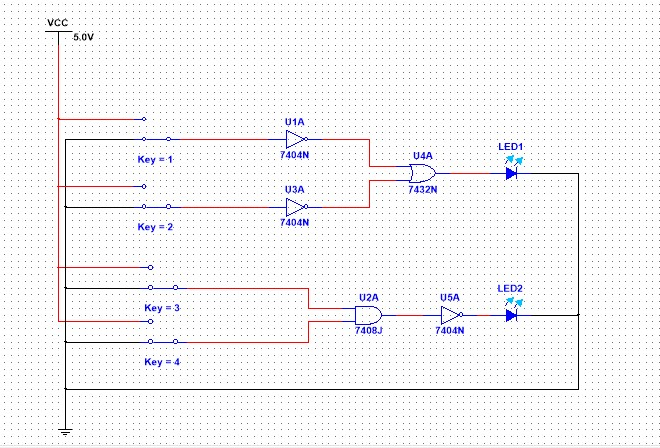 VCC
5.0V
U1A
7404N
Key = 1
U4A
7432N
LED1
U3A
7404N
Key = 2
Key = 3
U2A
7408J
U5A
7404N
LED2
Key = 4